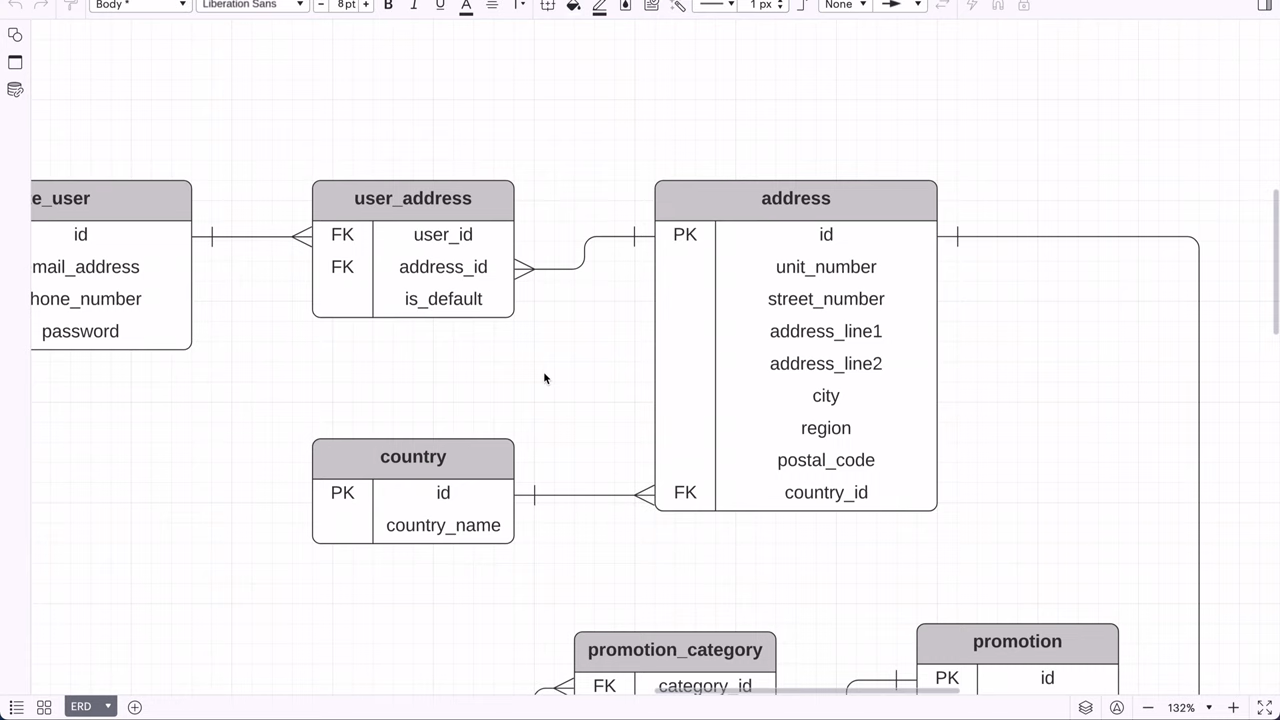 Body *
Liberation Sans
− 8 pt +
B I U A T
1 px
None
e_user
id
mail_address
hone_number
password
user_address
FK user_id
FK address_id
is_default
address
PK id
unit_number
street_number
address_line1
address_line2
city
region
postal_code
FK country_id
country
PK id
country_name
promotion_category
FK category_id
promotion
PK id
ERD
132%